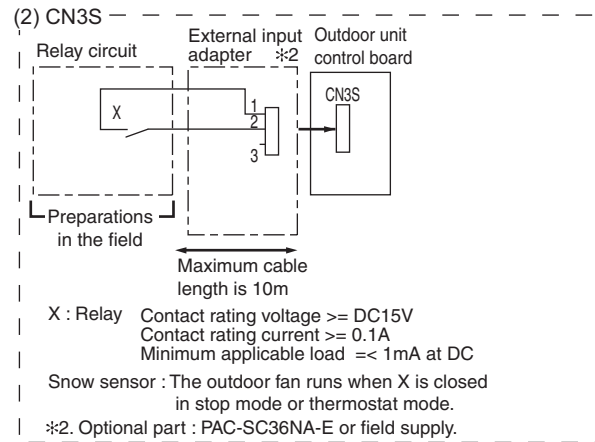 (2) CN3S
External input Outdoor unit
Relay circuit adapter ✻2 control board
CN3S
X
1
2
3
Preparations
in the field
Maximum cable
length is 10m
X : Relay Contact rating voltage >= DC15V
Contact rating current >= 0.1A
Minimum applicable load =< 1mA at DC
Snow sensor : The outdoor fan runs when X is closed
in stop mode or thermostat mode.
✻2. Optional part : PAC-SC36NA-E or field supply.